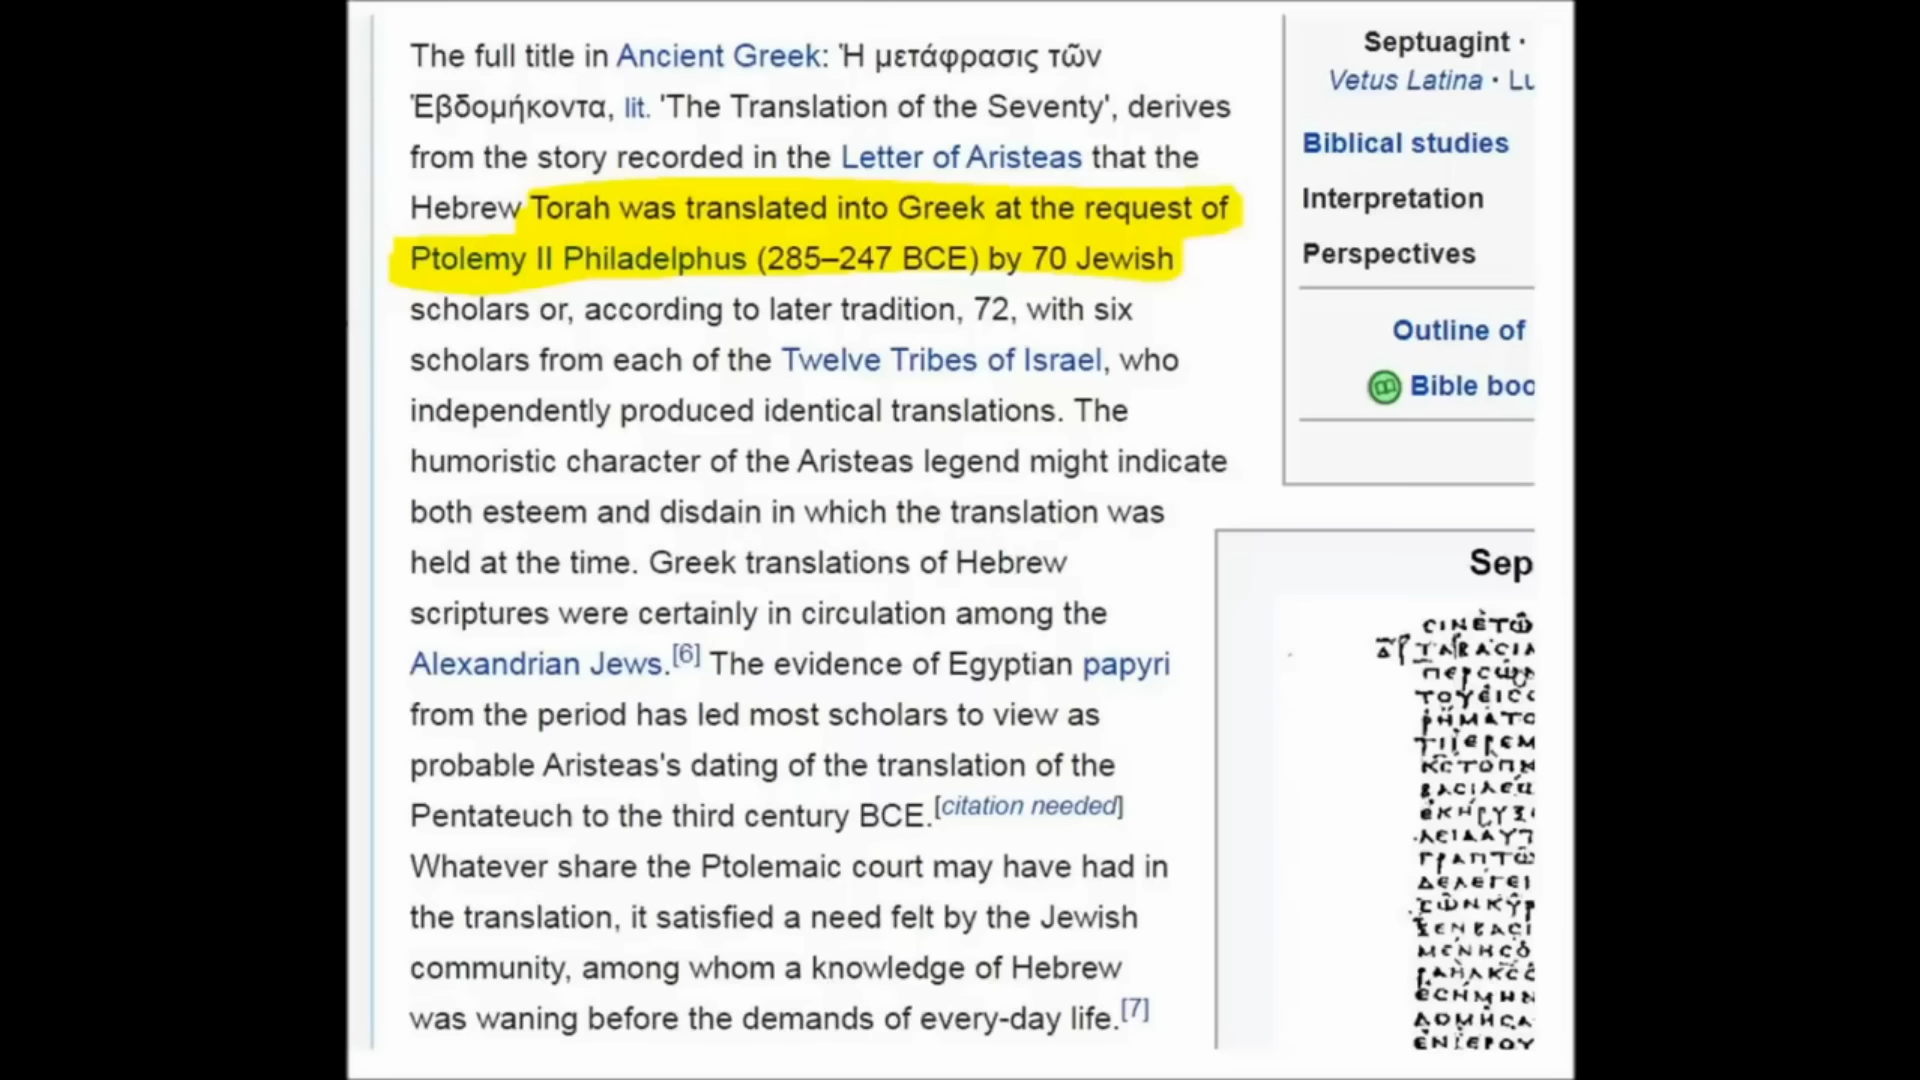 The full title in Ancient Greek: Ἡ μετάφρασις τῶν
Ἑβδομήκοντα, lit. 'The Translation of the Seventy', derives
from the story recorded in the Letter of Aristeas that the
Hebrew Torah was translated into Greek at the request of
Ptolemy II Philadelphus (285–247 BCE) by 70 Jewish
scholars or, according to later tradition, 72, with six
scholars from each of the Twelve Tribes of Israel, who
independently produced identical translations. The
humoristic character of the Aristeas legend might indicate
both esteem and disdain in which the translation was
held at the time. Greek translations of Hebrew
scriptures were certainly in circulation among the
Alexandrian Jews.[6] The evidence of Egyptian papyri
from the period has led most scholars to view as
probable Aristeas's dating of the translation of the
Pentateuch to the third century BCE.[citation needed]
Whatever share the Ptolemaic court may have had in
the translation, it satisfied a need felt by the Jewish
community, among whom a knowledge of Hebrew
was waning before the demands of every-day life.[7]
Septuagint ·
Vetus Latina · Lu
Biblical studies
Interpretation
Perspectives
Outline of
Bible boo
Sep